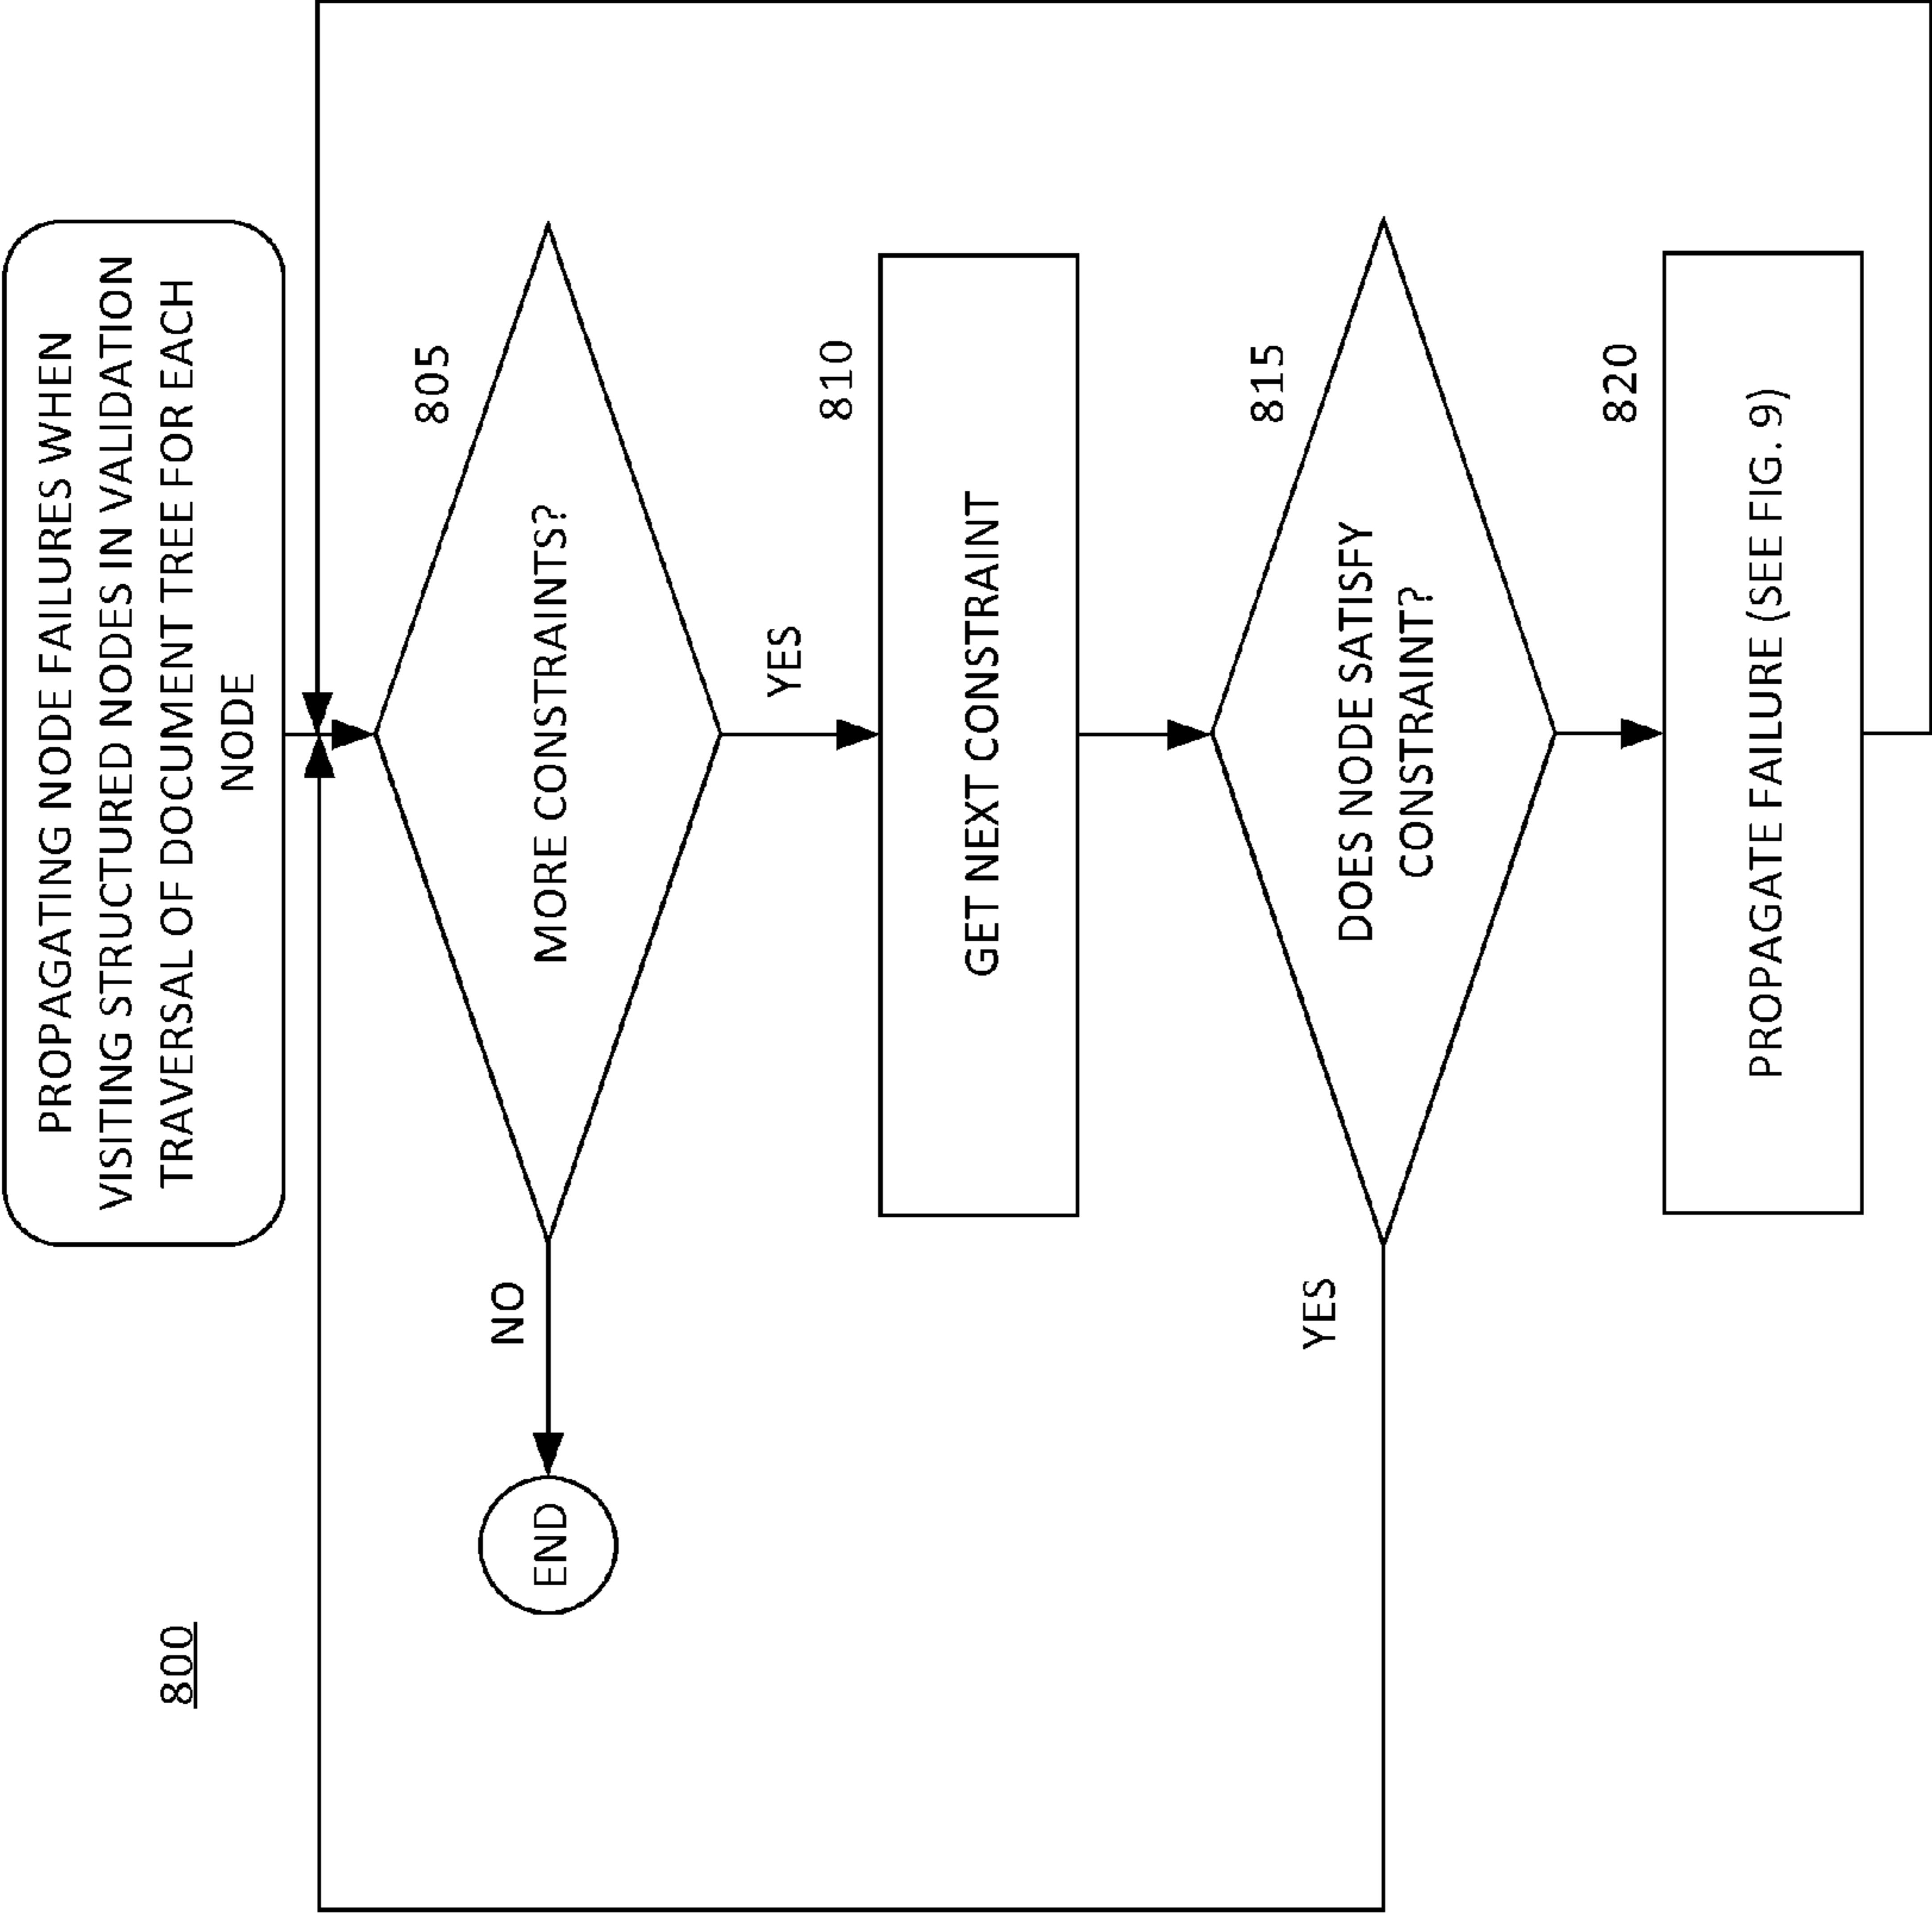 800
PROPAGATING NODE FAILURES WHEN
VISITING STRUCTURED NODES IN VALIDATION
TRAVERSAL OF DOCUMENT TREE FOR EACH
NODE
805
MORE CONSTRAINTS?
NO
END
YES
810
GET NEXT CONSTRAINT
815
DOES NODE SATISFY
CONSTRAINT?
YES
820
PROPAGATE FAILURE (SEE FIG. 9)